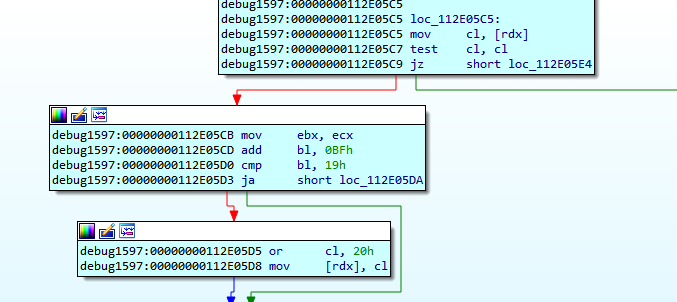 debug1597:00000000112E05C5
debug1597:00000000112E05C5 loc_112E05C5:
debug1597:00000000112E05C5 mov cl, [rdx]
debug1597:00000000112E05C7 test cl, cl
debug1597:00000000112E05C9 jz short loc_112E05E4
debug1597:00000000112E05CB mov ebx, ecx
debug1597:00000000112E05CD add bl, 0BFh
debug1597:00000000112E05D0 cmp bl, 19h
debug1597:00000000112E05D3 ja short loc_112E05DA
debug1597:00000000112E05D5 or cl, 20h
debug1597:00000000112E05D8 mov [rdx], cl